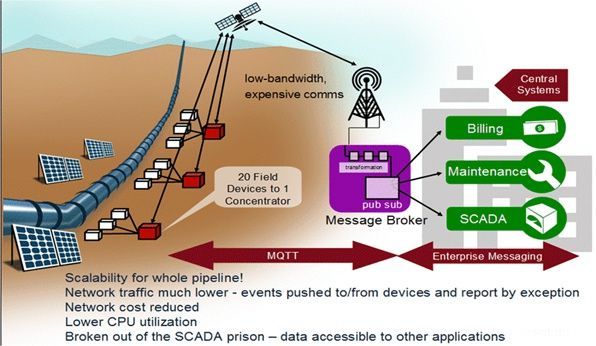 low-bandwidth,
expensive comms
Central
Systems
Billing
Maintenance
SCADA
transformation
pub sub
Message Broker
20 Field
Devices to 1
Concentrator
MQTT
Enterprise Messaging
Scalability for whole pipeline!
Network traffic much lower - events pushed to/from devices and report by exception
Network cost reduced
Lower CPU utilization
Broken out of the SCADA prison – data accessible to other applications